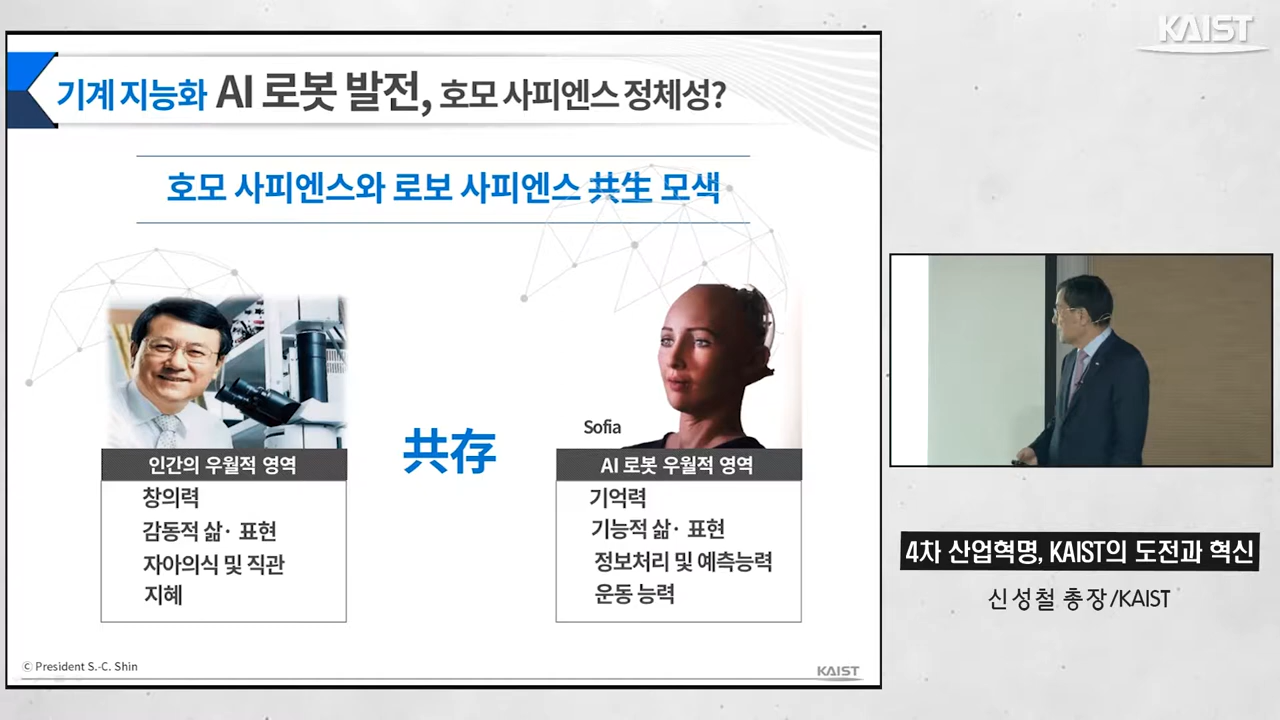 KAIST
기계 지능화 AI 로봇 발전, 호모 사피엔스 정체성?
호모 사피엔스와 로보 사피엔스 共生 모색
Sofia
共存
인간의 우월적 영역
창의력
감동적 삶· 표현
자아의식 및 직관
지혜
AI 로봇 우월적 영역
기억력
기능적 삶· 표현
정보처리 및 예측능력
운동 능력
© President S.-C. Shin
KAIST
4차 산업혁명, KAIST의 도전과 혁신
신성철 총장/KAIST